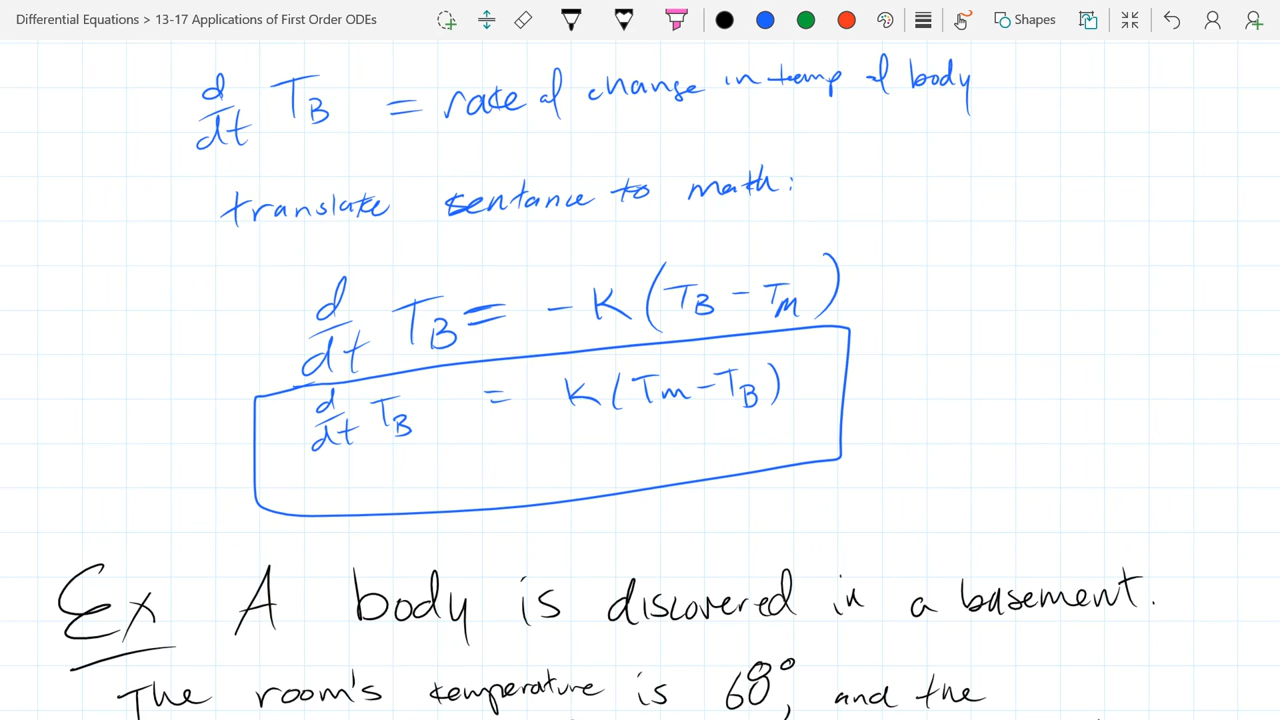 Differential Equations > 13-17 Applications of First Order ODEs
Shapes
d/dt T_B = rate of change in temp of body
translate sentance to math:
d/dt T_B = -K(T_B - T_M)
d/dt T_B = K(T_M - T_B)
Ex A body is discovered in a basement.
The room's temperature is 68°, and the